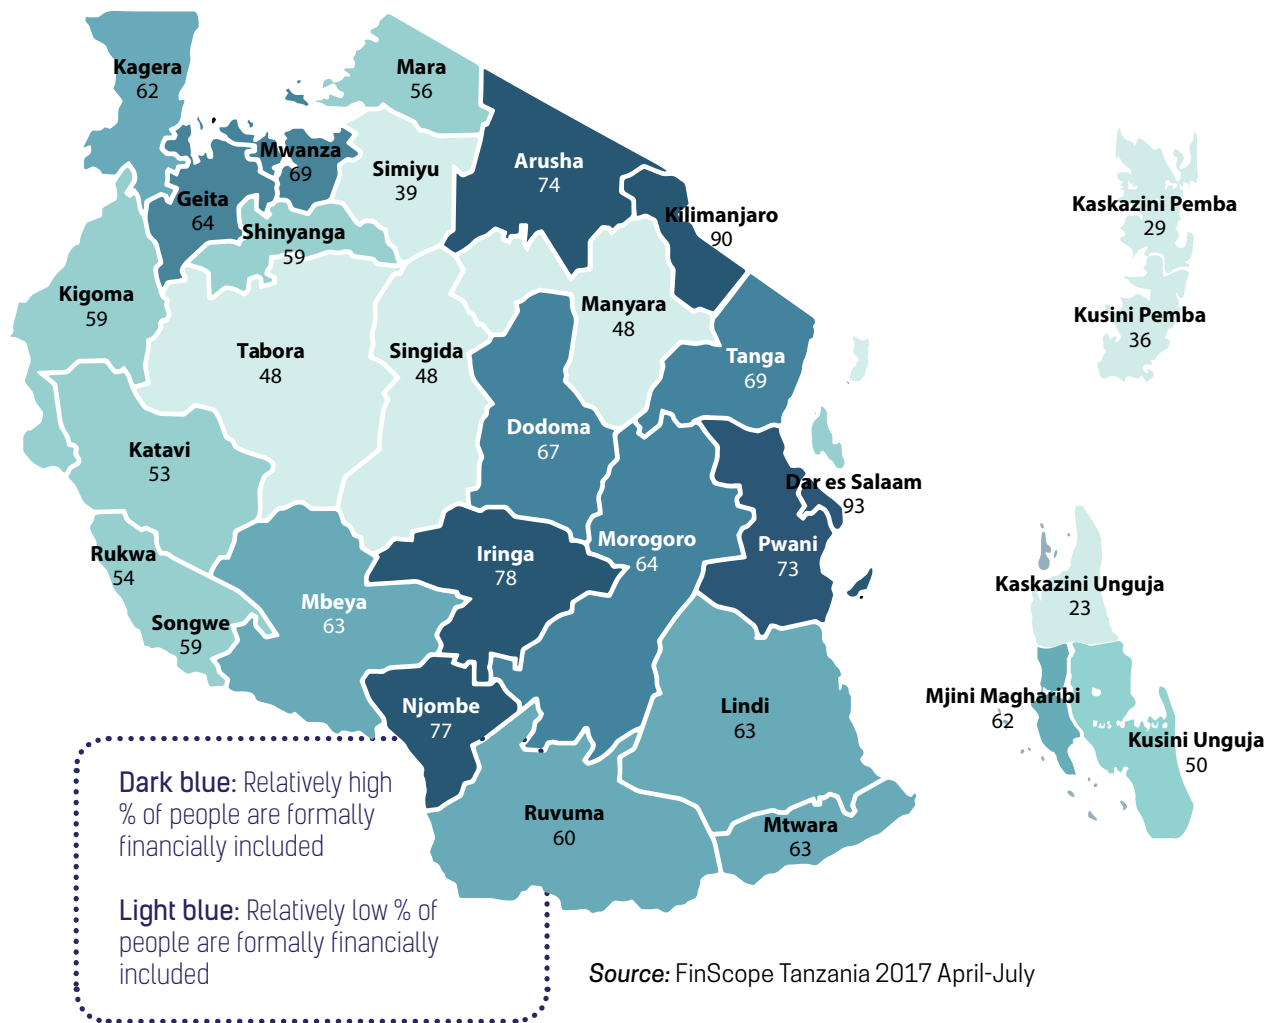 Kagera
62
Mara
56
Mwanza
69
Simiyu
39
Arusha
74
Geita
64
Kilimanjaro
90
Shinyanga
59
Kigoma
59
Manyara
48
Tabora
48
Singida
48
Tanga
69
Dodoma
67
Katavi
53
Dar es Salaam
93
Rukwa
54
Iringa
78
Morogoro
64
Pwani
73
Mbeya
63
Songwe
59
Njombe
77
Lindi
63
Ruvuma
60
Mtwara
63
Kaskazini Pemba
29
Kusini Pemba
36
Kaskazini Unguja
23
Mjini Magharibi
62
Kusini Unguja
50
Dark blue: Relatively high
% of people are formally
financially included
Light blue: Relatively low % of
people are formally financially
included
Source: FinScope Tanzania 2017 April-July